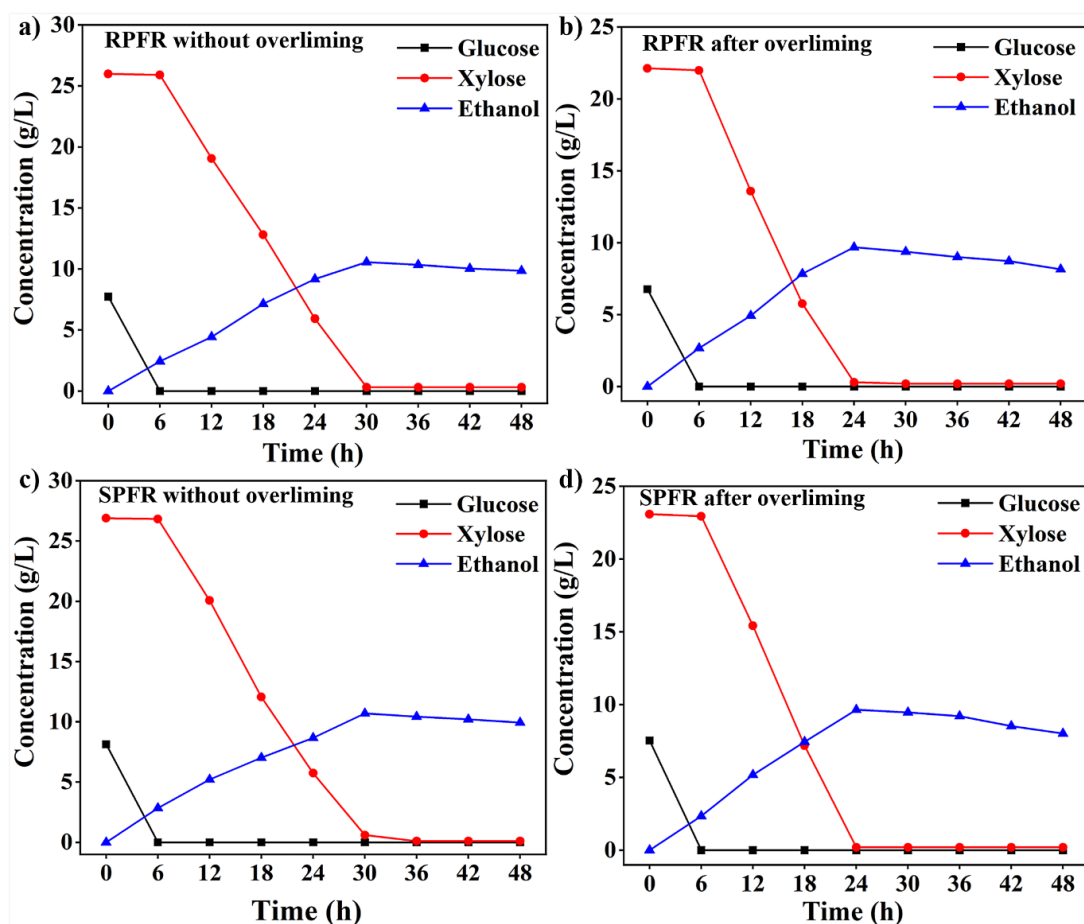 a)
RPFR without overliming
Glucose
Xylose
Ethanol
Concentration (g/L)
30
25
20
15
10
5
0
0 6 12 18 24 30 36 42 48
Time (h)
b)
RPFR after overliming
Glucose
Xylose
Ethanol
Concentration (g/L)
25
20
15
10
5
0
0 6 12 18 24 30 36 42 48
Time (h)
c)
SPFR without overliming
Glucose
Xylose
Ethanol
Concentration (g/L)
30
25
20
15
10
5
0
0 6 12 18 24 30 36 42 48
Time (h)
d)
SPFR after overliming
Glucose
Xylose
Ethanol
Concentration (g/L)
25
20
15
10
5
0
0 6 12 18 24 30 36 42 48
Time (h)